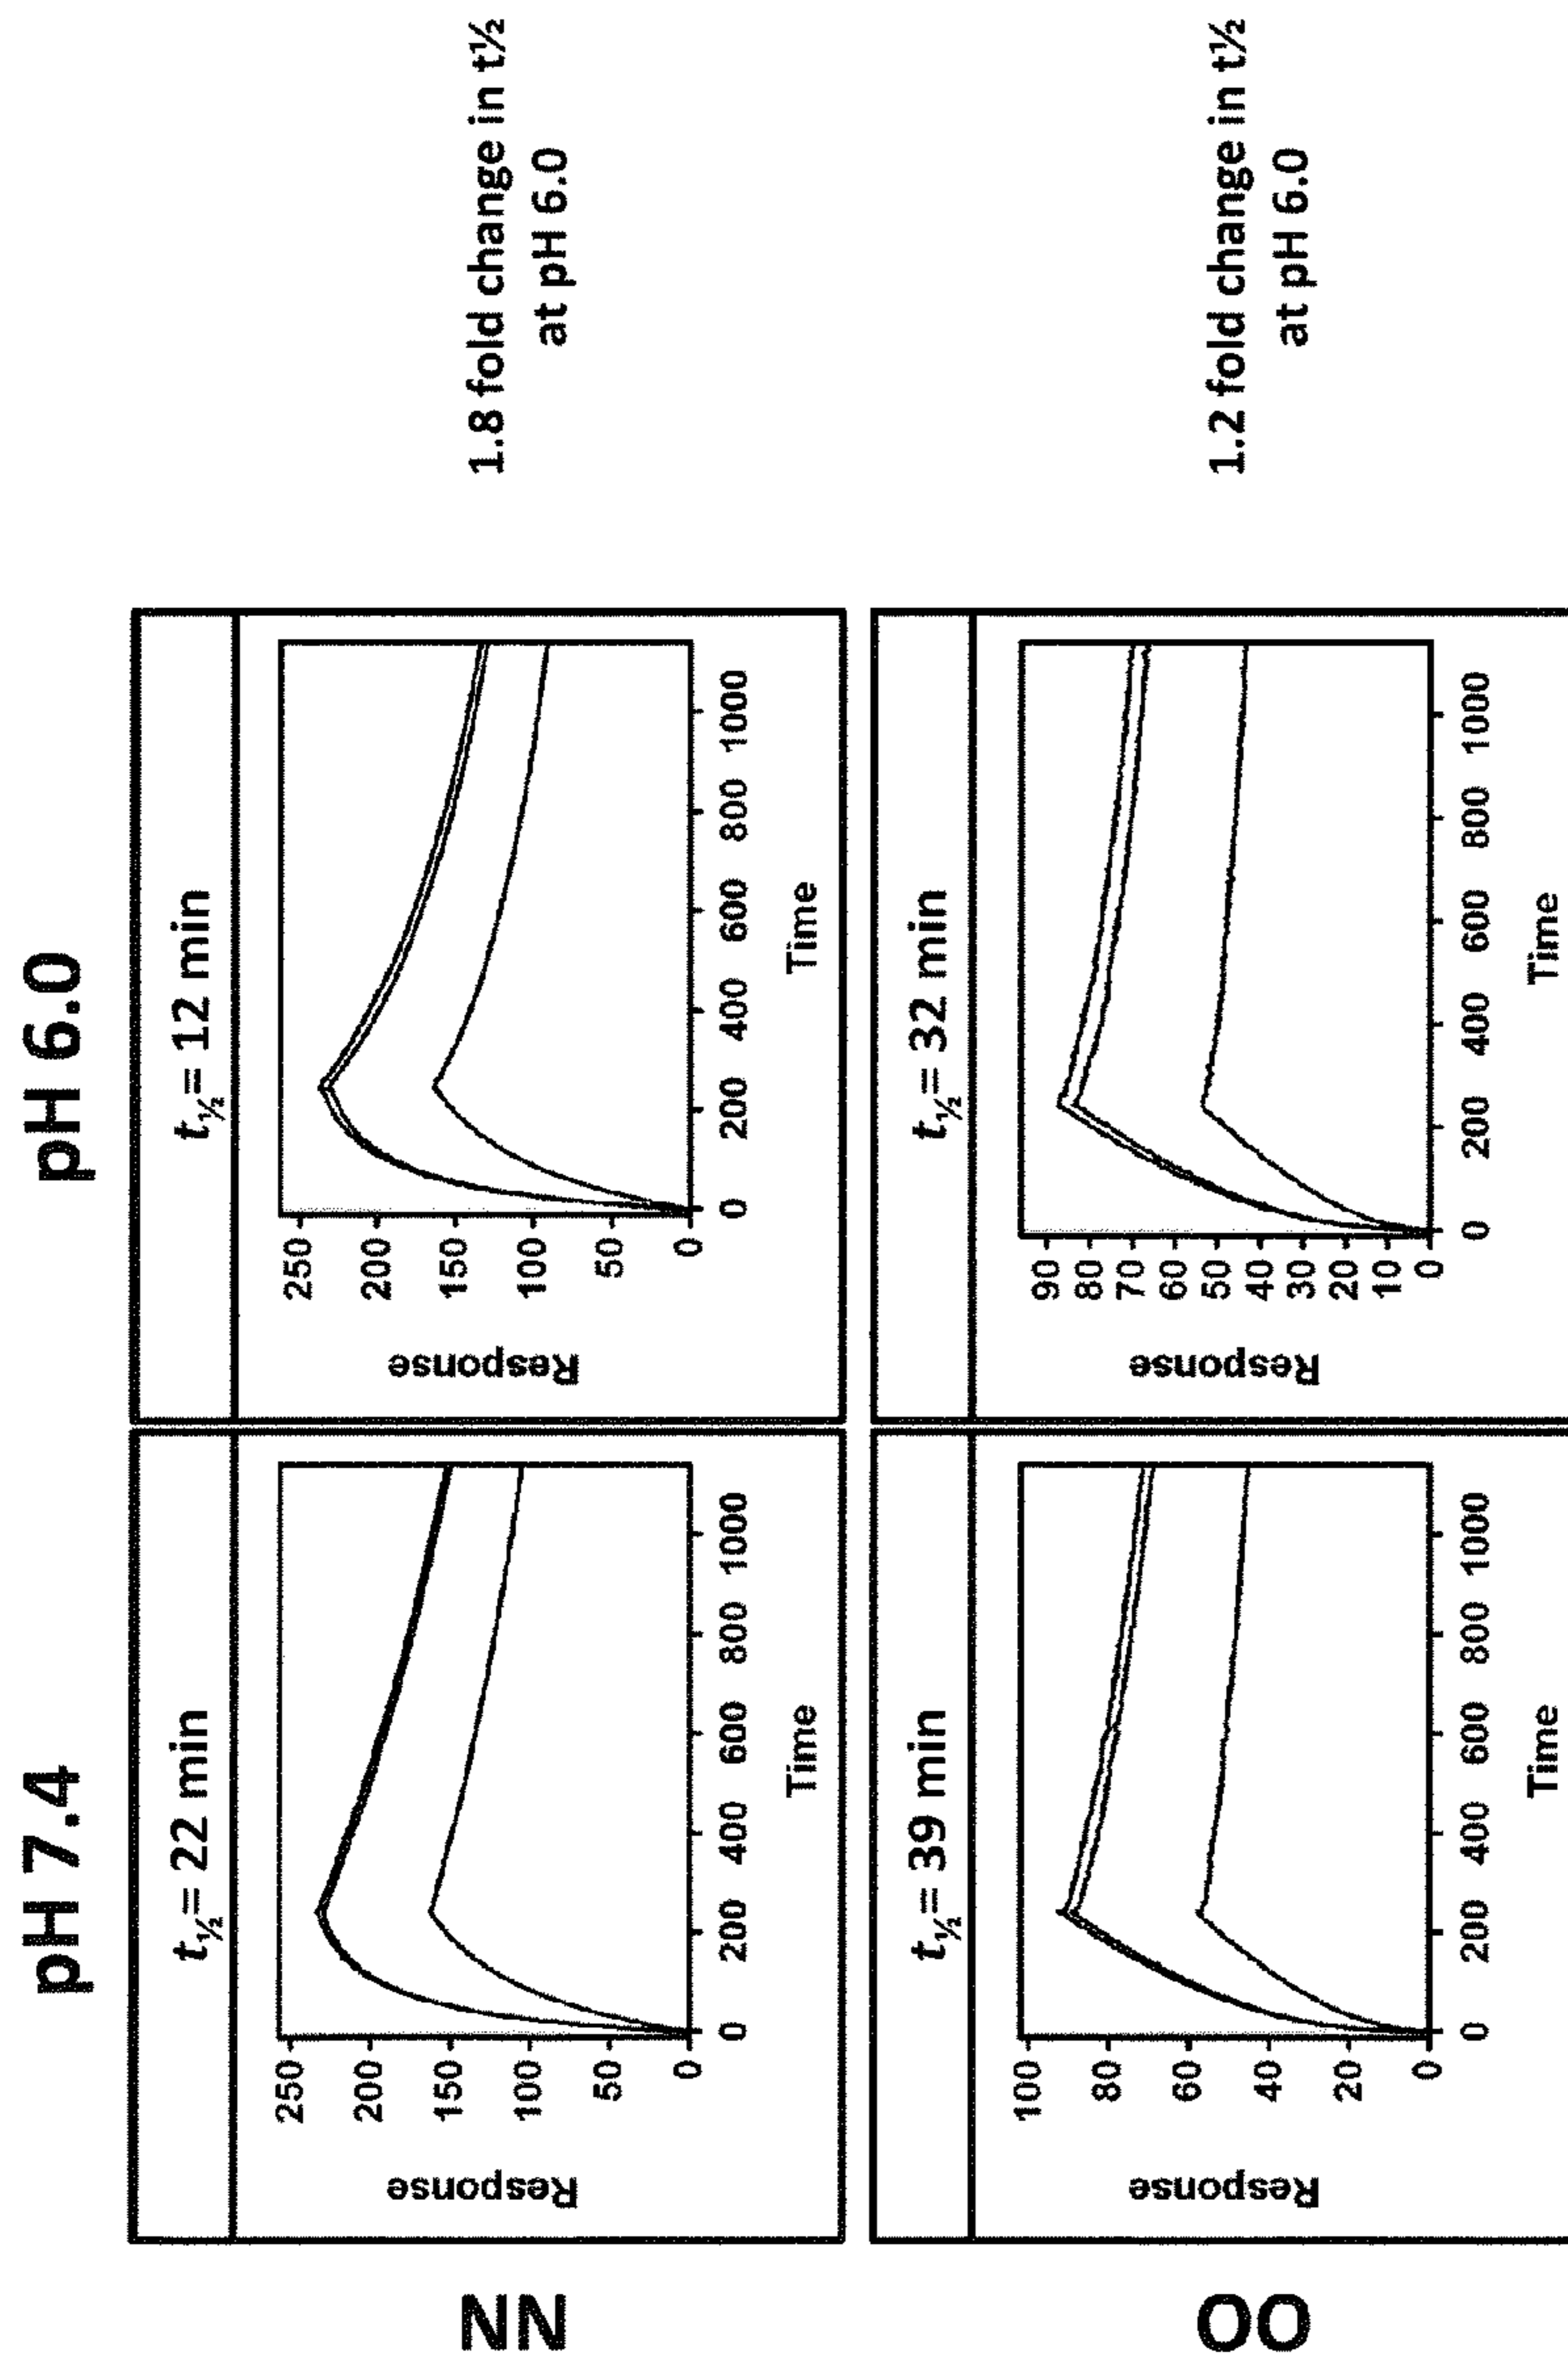 pH 7.4
pH 6.0
NN
t½= 22 min
Response
250
200
150
100
50
0
0 200 400 600 800 1000
Time
t½= 12 min
Response
250
200
150
100
50
0
0 200 400 600 800 1000
Time
1.8 fold change in t½
at pH 6.0
OO
t½= 39 min
Response
100
80
60
40
20
0
0 200 400 600 800 1000
Time
t½= 32 min
Response
90
80
70
60
50
40
30
20
10
0
0 200 400 600 800 1000
Time
1.2 fold change in t½
at pH 6.0